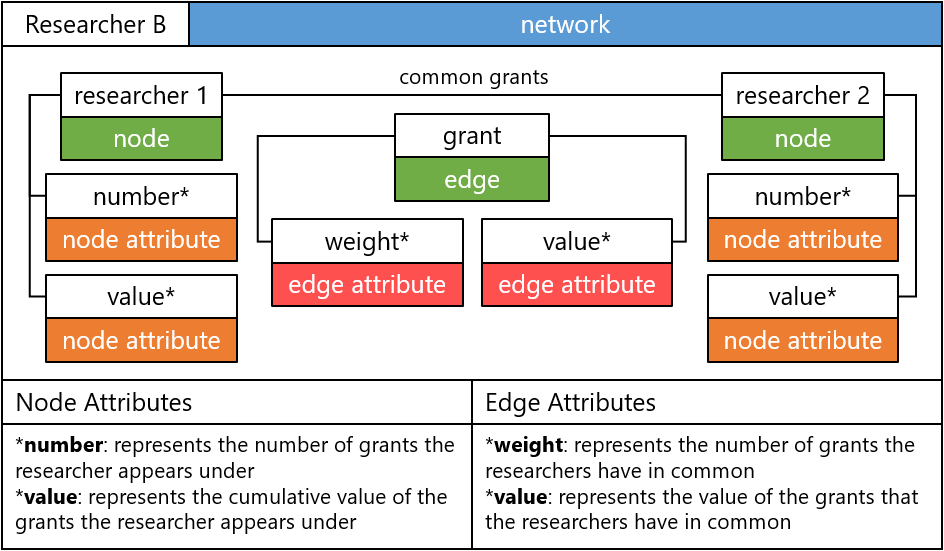 Researcher B
network
common grants
researcher 1
node
researcher 2
node
grant
edge
number*
node attribute
number*
node attribute
weight*
edge attribute
value*
edge attribute
value*
node attribute
value*
node attribute
Node Attributes
*number: represents the number of grants the
researcher appears under
*value: represents the cumulative value of the
grants the researcher appears under
Edge Attributes
*weight: represents the number of grants the
researchers have in common
*value: represents the value of the grants that
the researchers have in common